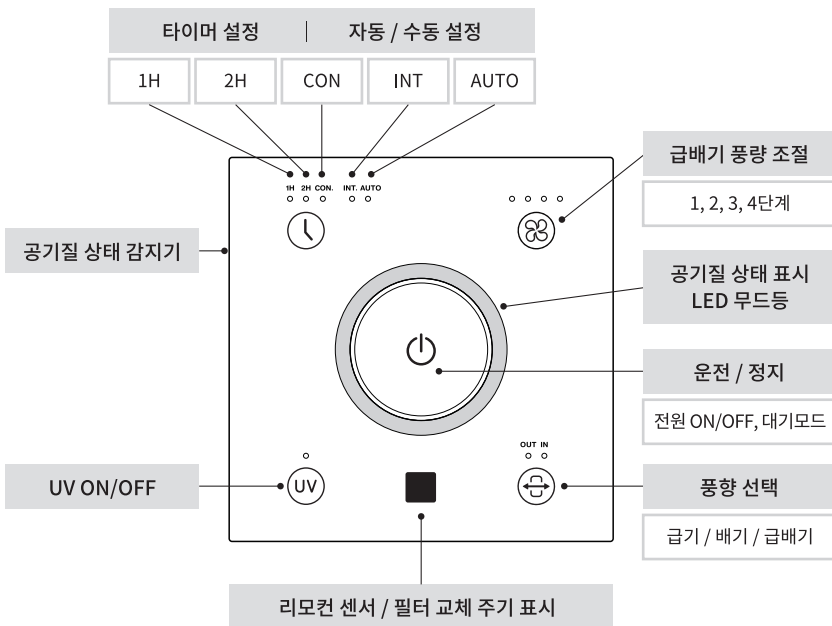 타이머 설정 | 자동 / 수동 설정
1H 2H CON INT AUTO
급배기 풍량 조절
1, 2, 3, 4단계
1H 2H CON. INT. AUTO
공기질 상태 감지기
공기질 상태 표시
LED 무드등
운전 / 정지
전원 ON/OFF, 대기모드
OUT IN
UV ON/OFF
UV
풍향 선택
급기 / 배기 / 급배기
리모컨 센서 / 필터 교체 주기 표시